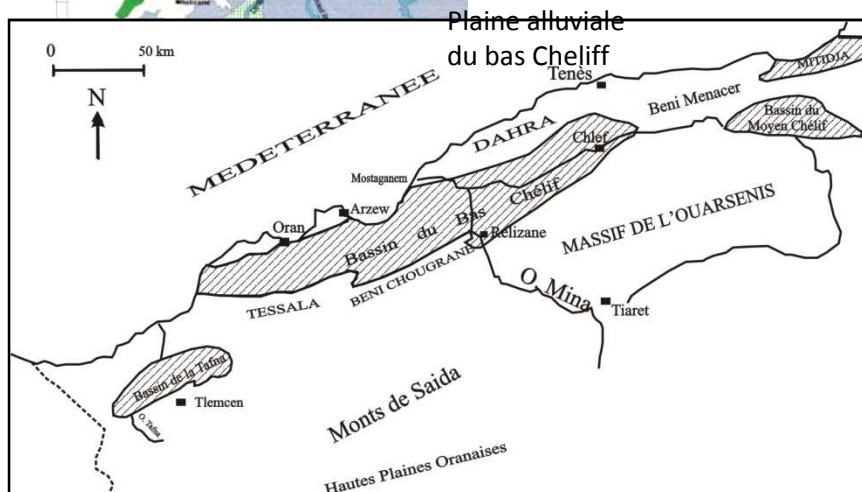 Plaine alluviale
du bas Cheliff
0 50 km
N
MEDETERRANEE
Tenès
MITIDJA
Beni Menacer
Bassin du
Moyen Chélif
DAHRA
Chlef
Mostaganem
Arzew
Oran
Bassin du Bas Chélif
Relizane
MASSIF DE L'OUARSENIS
BENI CHOUGRANE
TESSALA
O. Mina
Tiaret
Bassin de la Tafna
Tlemcen
O. Tafna
Monts de Saida
Hautes Plaines Oranaises